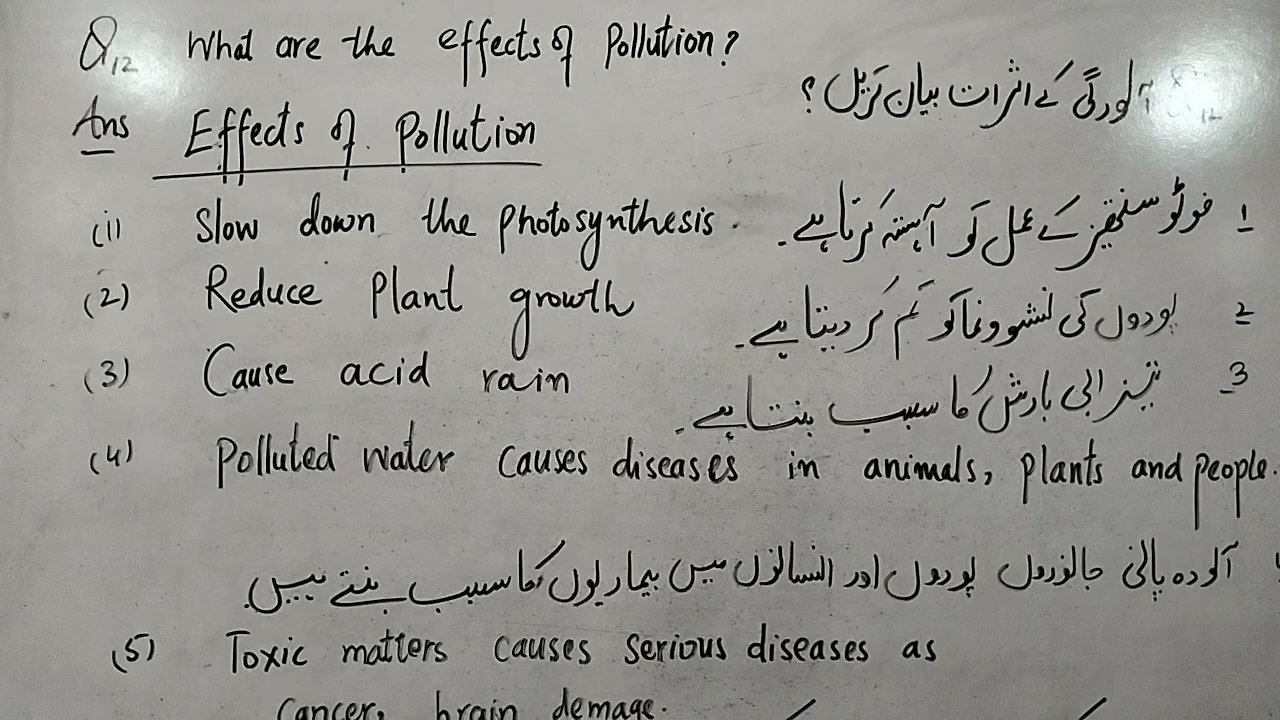 Q12 What are the effects of Pollution?
آلودگی کے اثرات بیان کریں؟ Q12
Ans Effects of Pollution
(1) Slow down the photosynthesis.
1 فوٹو سنتھیسز کے عمل کو آہستہ کرتا ہے۔
(2) Reduce Plant growth
2 پودوں کی نشوونما کو کم کر دیتا ہے۔
(3) Cause acid rain
3 تیزابی بارش کا سبب بنتا ہے۔
(4) Polluted water causes diseases in animals, plants and people.
آلودہ پانی جانوروں پودوں اور انسانوں میں بیماریوں کا سبب بنتے ہیں۔
(5) Toxic matters causes serious diseases as
cancer, brain demage.